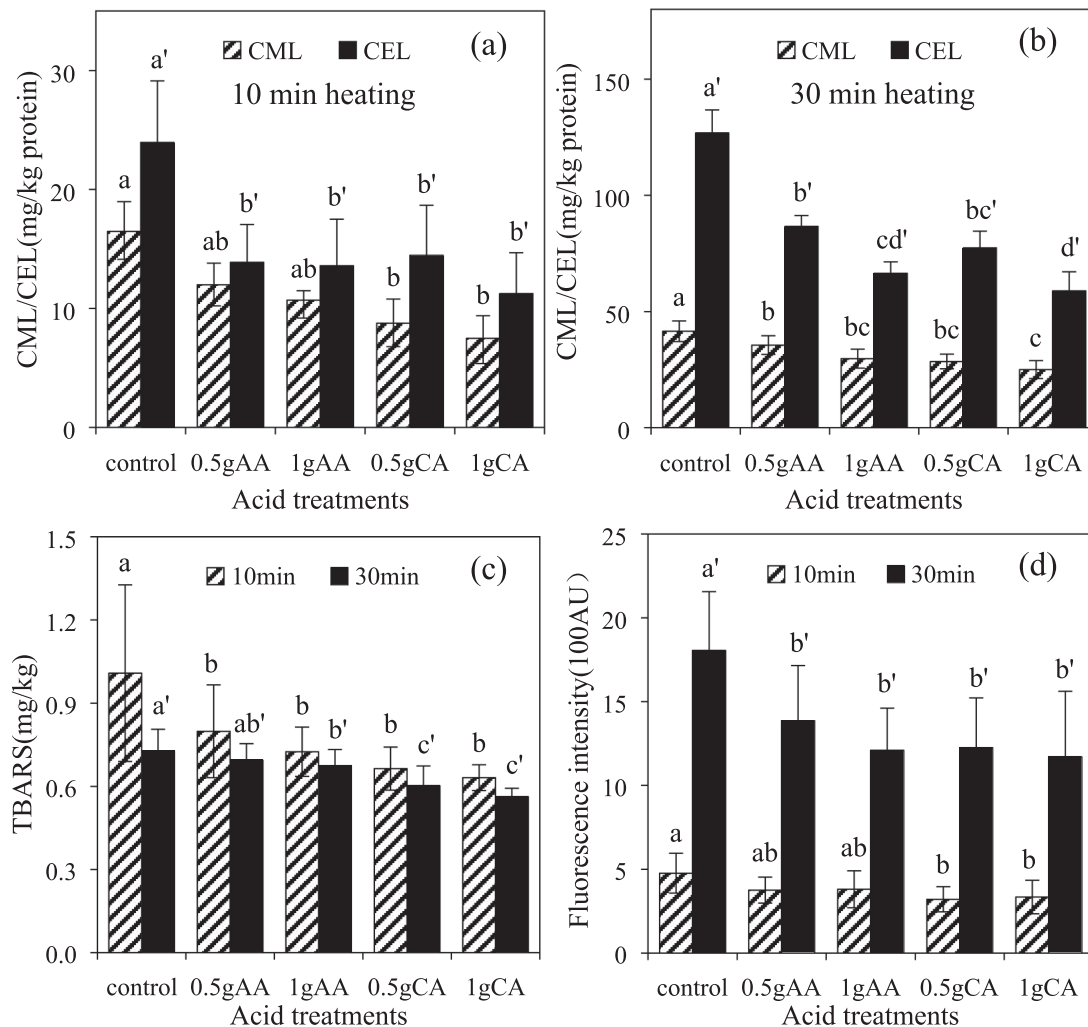 CML CEL (a)
10 min heating
CML/CEL(mg/kg protein)
30
20
10
0
a a' ab b' ab b' b b' b b'
control 0.5gAA 1gAA 0.5gCA 1gCA
Acid treatments
CML CEL (b)
30 min heating
CML/CEL(mg/kg protein)
150
100
50
0
a a' b b' bc cd' bc bc' c d'
control 0.5gAA 1gAA 0.5gCA 1gCA
Acid treatments
10min 30min (c)
TBARS(mg/kg)
1.5
1.2
0.9
0.6
0.3
0.0
a a' b ab' b b' b c' b c'
control 0.5gAA 1gAA 0.5gCA 1gCA
Acid treatments
10min 30min (d)
Fluorescence intensity(100AU)
25
20
15
10
5
0
a a' ab b' ab b' b b' b b'
control 0.5gAA 1gAA 0.5gCA 1gCA
Acid treatments